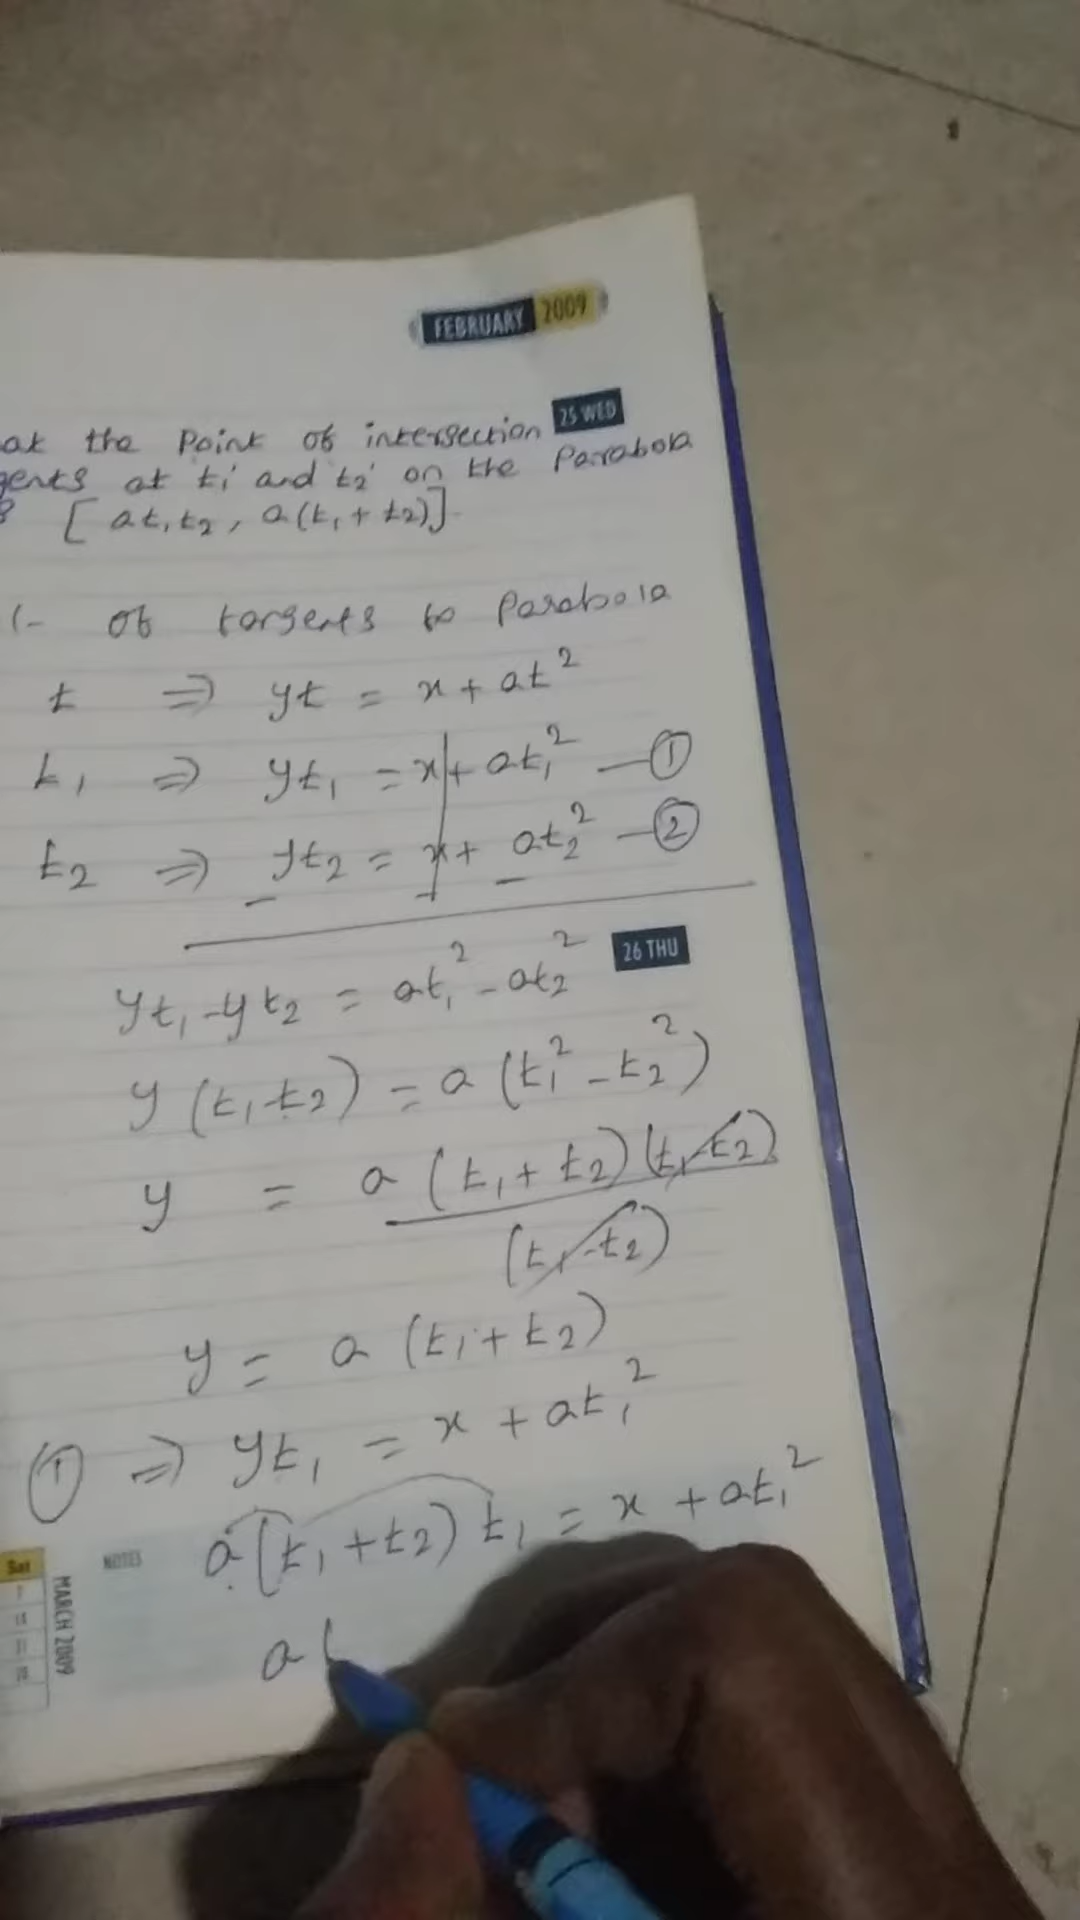 FEBRUARY 2009
25 WED
at the Point of intersection
gents at t₁' and t₂' on the Parabola
[at₁t₂, a(t₁+t₂)].
of tangents to Parabola
t ⇒ yt = x + at²
t₁ ⇒ yt₁ = x + at₁² — ①
t₂ ⇒ yt₂ = x + at₂² — ②
26 THU
yt₁ - yt₂ = at₁² - at₂²
y (t₁-t₂) = a (t₁² - t₂²)
y = a (t₁ + t₂) (t₁-t₂)
(t₁-t₂)
y = a (t₁ + t₂)
① ⇒ yt₁ = x + at₁²
a (t₁ + t₂) t₁ = x + at₁²
a
NOTES
Sat
MARCH 2009